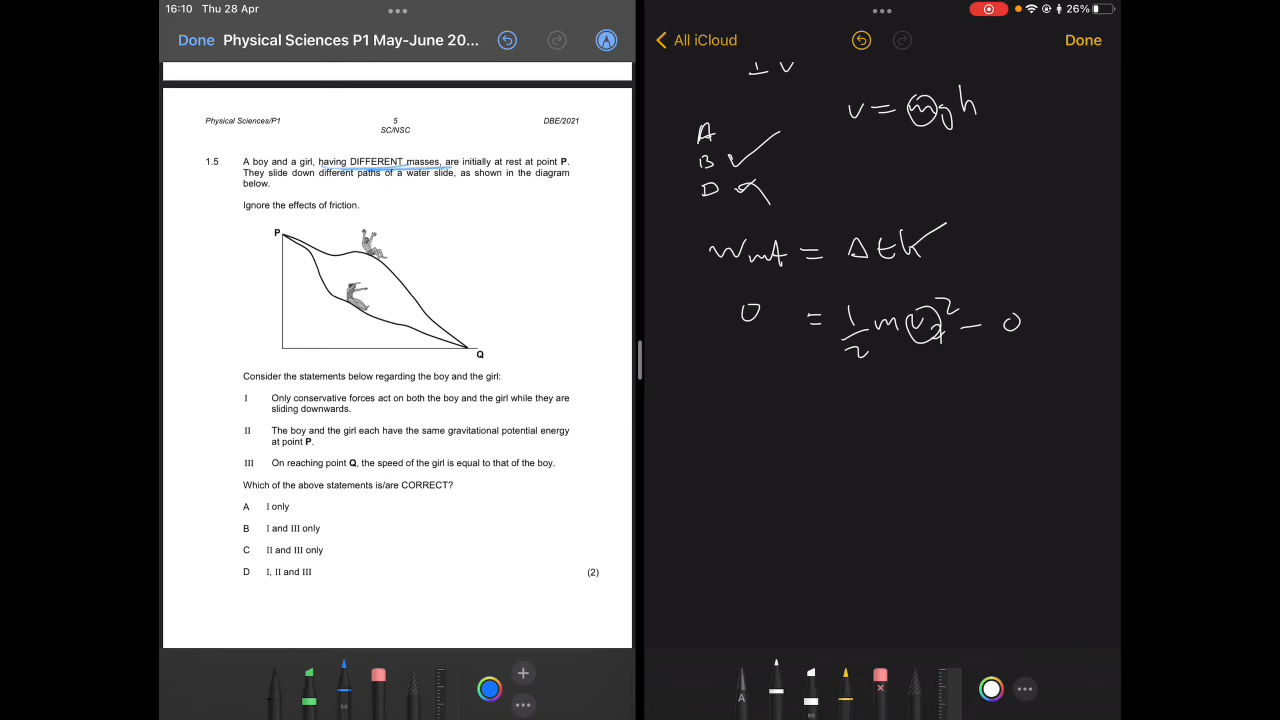 16:10 Thu 28 Apr
26%
Done Physical Sciences P1 May-June 20...
All iCloud
Done
Physical Sciences/P1 5 DBE/2021
SC/NSC
1.5 A boy and a girl, having DIFFERENT masses, are initially at rest at point P.
They slide down different paths of a water slide, as shown in the diagram
below.
Ignore the effects of friction.
P
Q
Consider the statements below regarding the boy and the girl:
I Only conservative forces act on both the boy and the girl while they are
sliding downwards.
II The boy and the girl each have the same gravitational potential energy
at point P.
III On reaching point Q, the speed of the girl is equal to that of the boy.
Which of the above statements is/are CORRECT?
A I only
B I and III only
C II and III only
D I, II and III (2)
v = mgh
A
B ✓
D
Wnet = ΔEk
0 = 1/2 m vf² - 0
A